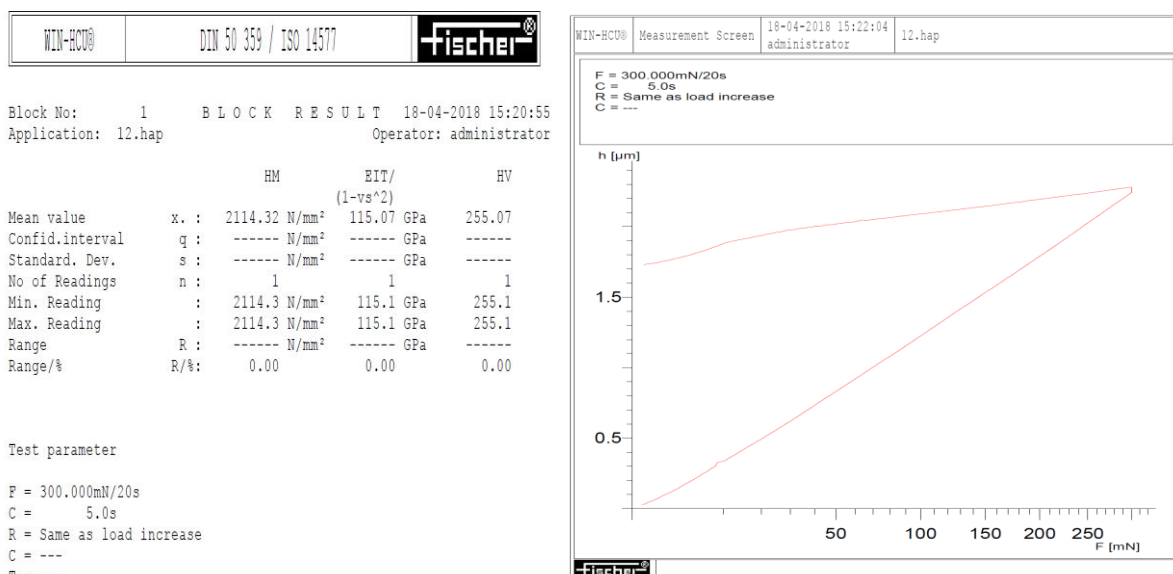 WIN-HCU® DIN 50 359 / ISO 14577 fischer®
Block No: 1 B L O C K R E S U L T 18-04-2018 15:20:55
Application: 12.hap Operator: administrator
HM EIT/ HV
(1-vs^2)
Mean value x. : 2114.32 N/mm² 115.07 GPa 255.07
Confid.interval q : ------ N/mm² ------ GPa ------
Standard. Dev. s : ------ N/mm² ------ GPa ------
No of Readings n : 1 1 1
Min. Reading : 2114.3 N/mm² 115.1 GPa 255.1
Max. Reading : 2114.3 N/mm² 115.1 GPa 255.1
Range R : ------ N/mm² ------ GPa ------
Range/% R/%: 0.00 0.00 0.00
Test parameter
F = 300.000mN/20s
C = 5.0s
R = Same as load increase
C = ---
WIN-HCU® Measurement Screen 18-04-2018 15:22:04 12.hap
administrator
F = 300.000mN/20s
C = 5.0s
R = Same as load increase
C = ---
h [µm]
1.5
0.5
50 100 150 200 250
F [mN]
fischer®